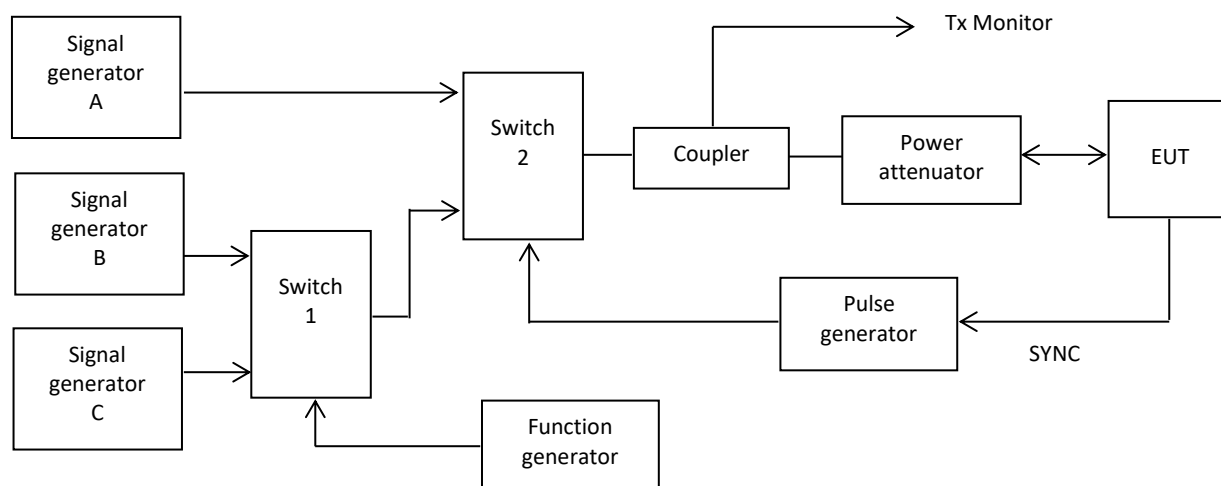 Signal
generator
A
Tx Monitor
Switch
2
Coupler
Power
attenuator
EUT
Signal
generator
B
Switch
1
Pulse
generator
SYNC
Signal
generator
C
Function
generator